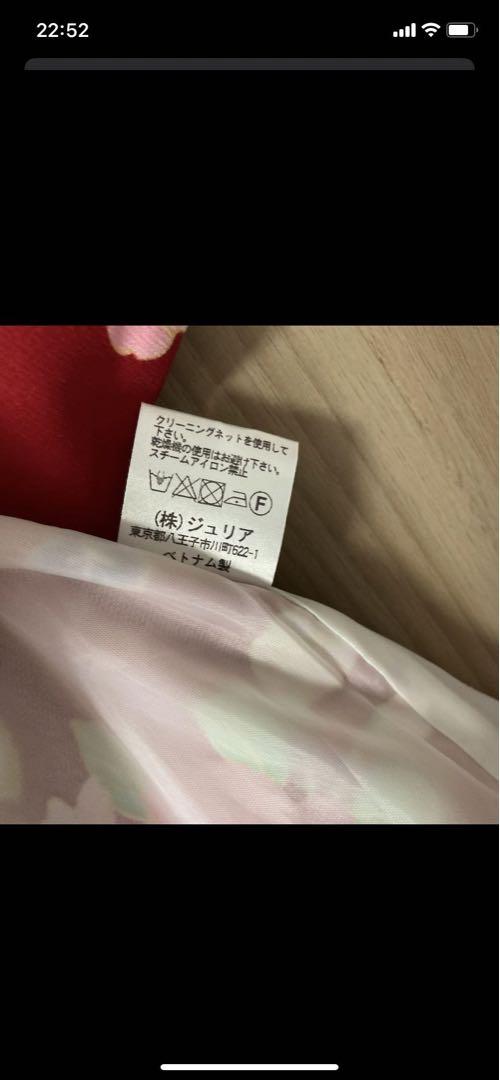 22:52
クリーニングネットを使用して
下さい。
乾燥機の使用はお避け下さい。
スチームアイロン禁止
F
(株)ジュリア
東京都八王子市川町622-1
ベトナム製